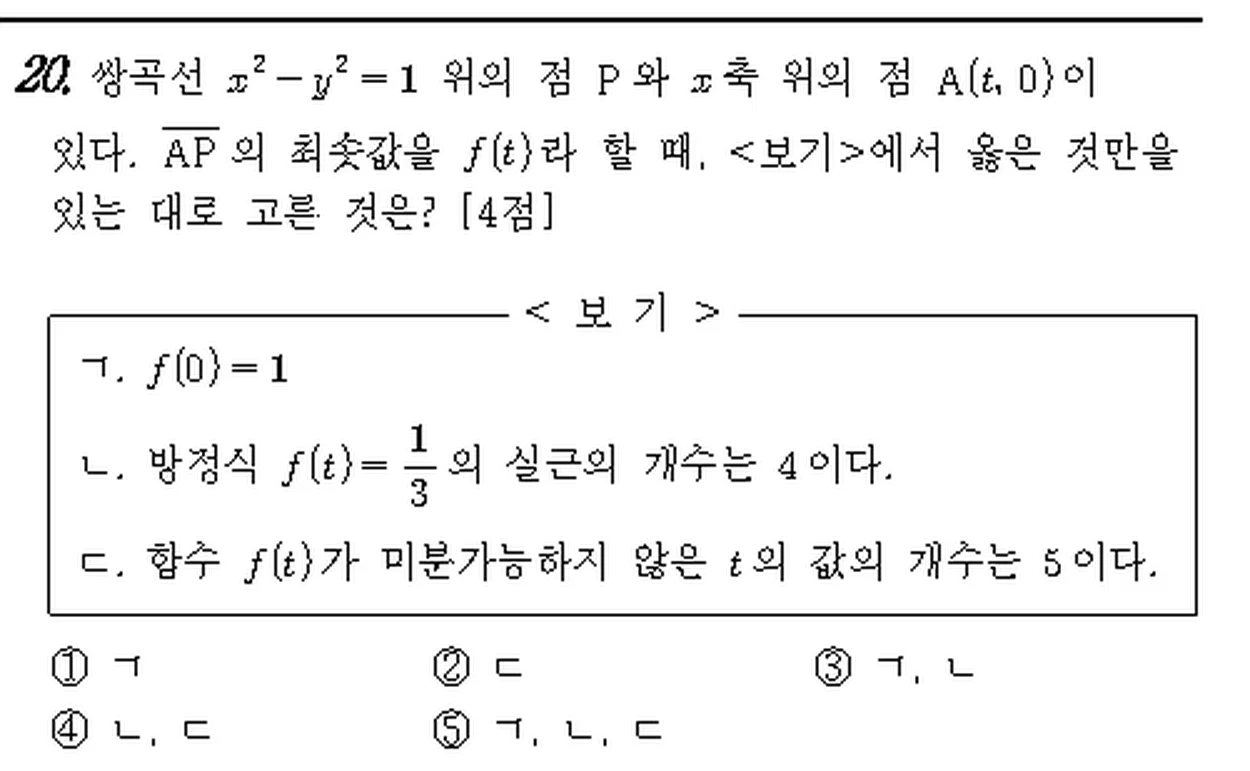 20. 쌍곡선 x² − y² = 1 위의 점 P와 x축 위의 점 A(t, 0)이
있다. A̅P̅의 최솟값을 f(t)라 할 때, <보기>에서 옳은 것만을
있는 대로 고른 것은? [4점]
< 보 기 >
ㄱ. f(0) = 1
ㄴ. 방정식 f(t) = 1/3의 실근의 개수는 4이다.
ㄷ. 함수 f(t)가 미분가능하지 않은 t의 값의 개수는 5이다.
① ㄱ ② ㄷ ③ ㄱ, ㄴ
④ ㄴ, ㄷ ⑤ ㄱ, ㄴ, ㄷ